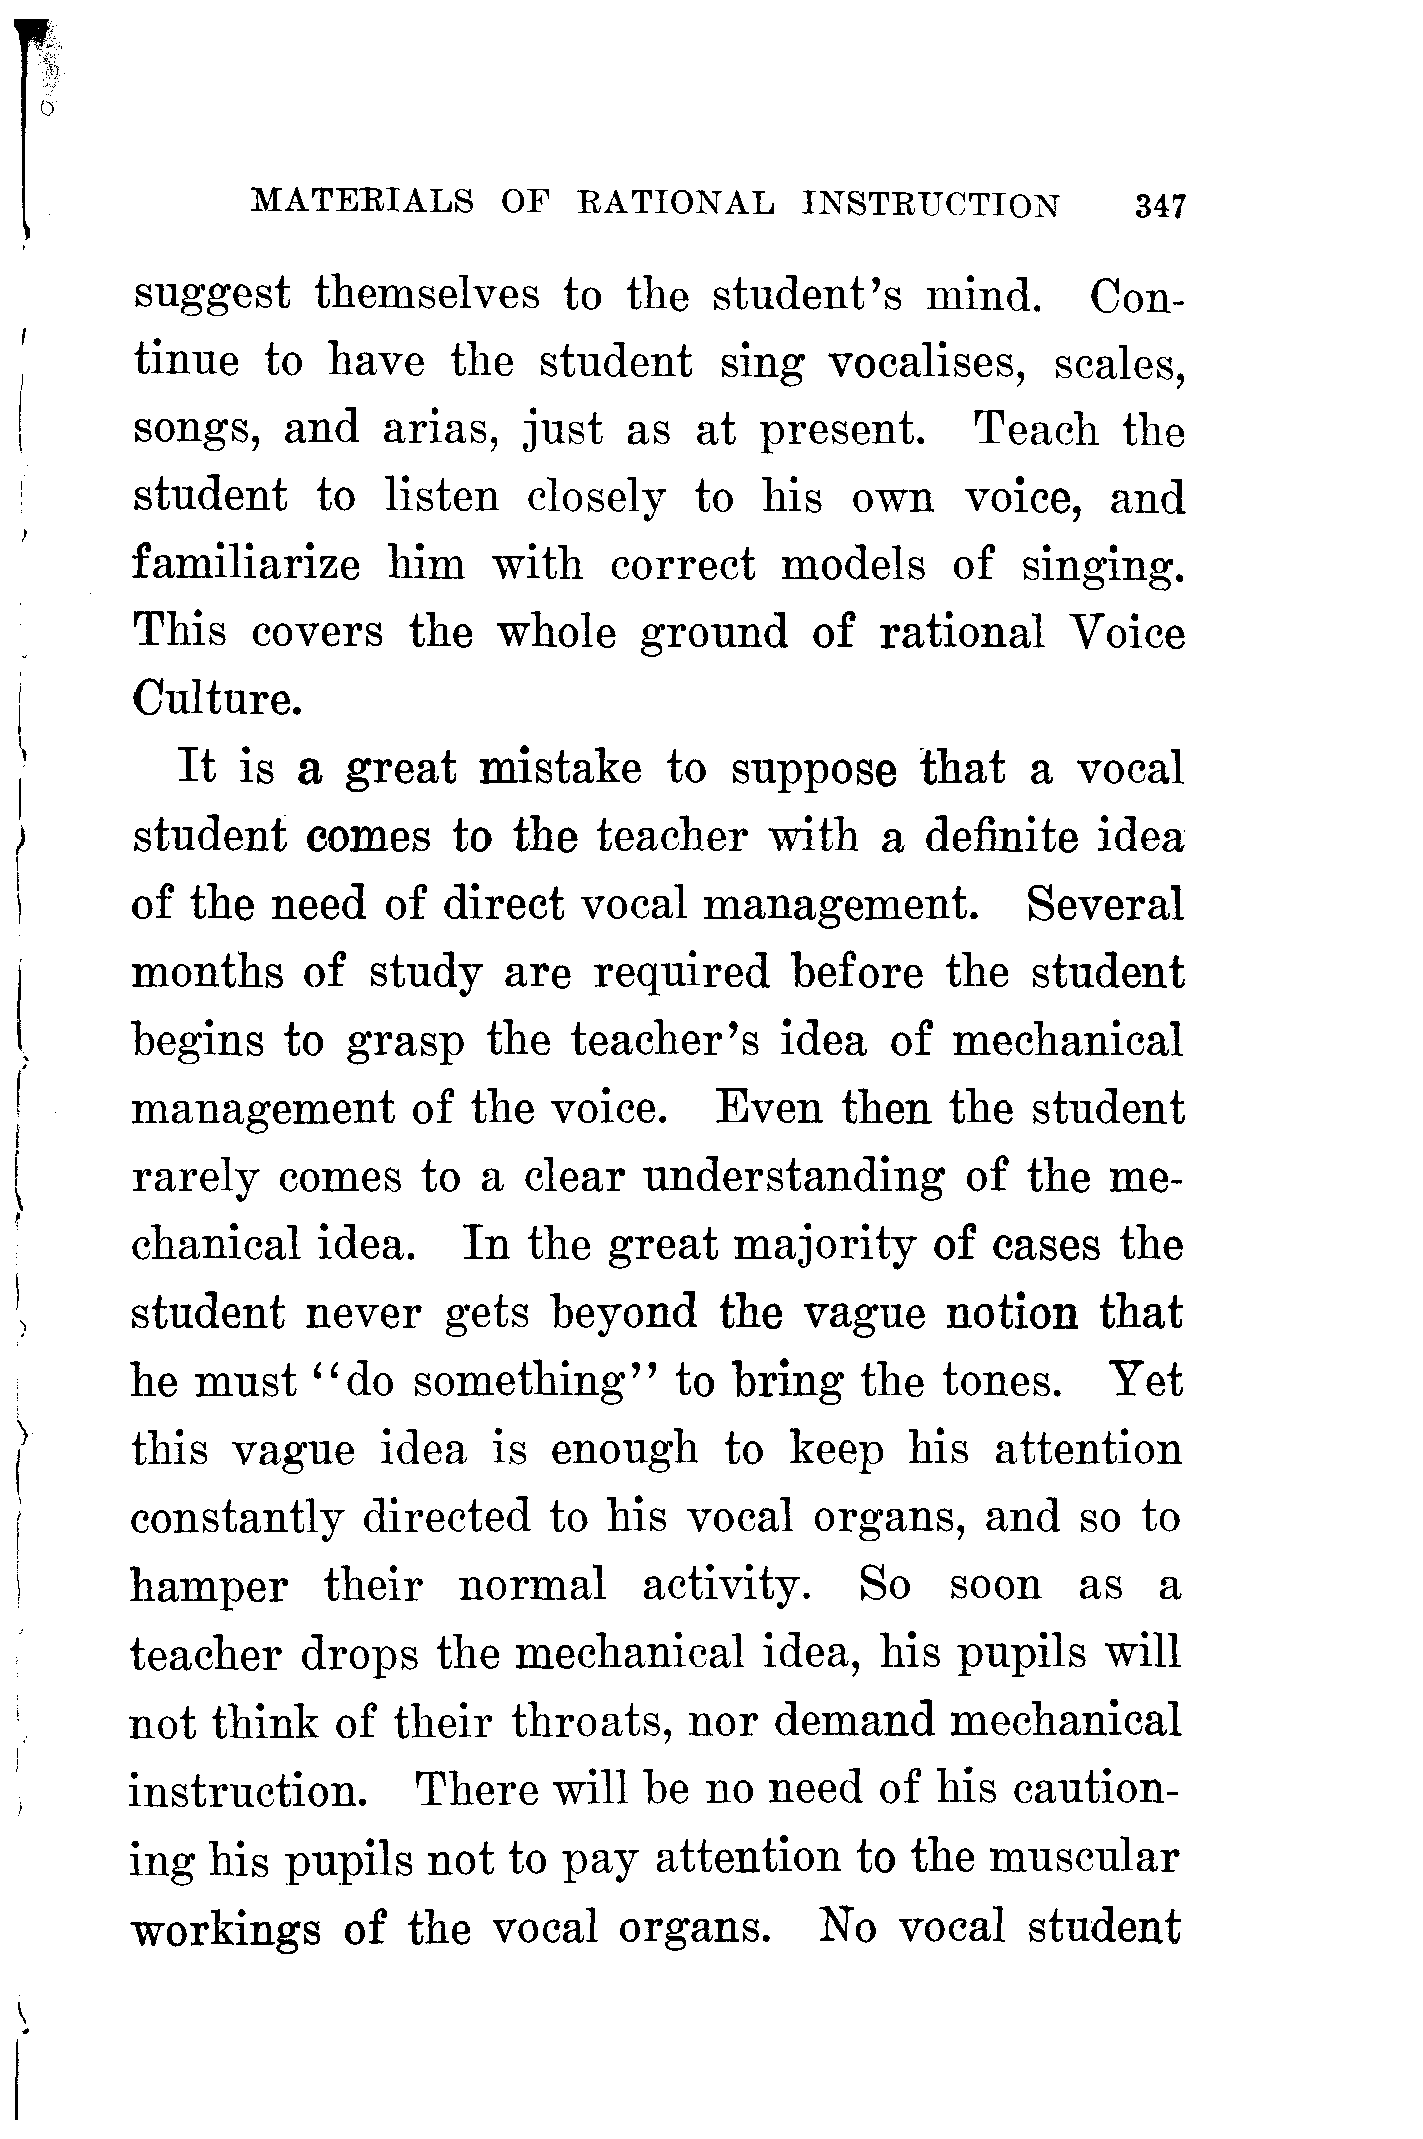 MATERIALS OF RATIONAL INSTRUCTION 347
suggest themselves to the student's mind. Con-
tinue to have the student sing vocalises, scales,
songs, and arias, just as at present. Teach the
student to listen closely to his own voice, and
familiarize him with correct models of singing.
This covers the whole ground of rational Voice
Culture.
It is a great mistake to suppose that a vocal
student comes to the teacher with a definite idea
of the need of direct vocal management. Several
months of study are required before the student
begins to grasp the teacher's idea of mechanical
management of the voice. Even then the student
rarely comes to a clear understanding of the me-
chanical idea. In the great majority of cases the
student never gets beyond the vague notion that
he must "do something" to bring the tones. Yet
this vague idea is enough to keep his attention
constantly directed to his vocal organs, and so to
hamper their normal activity. So soon as a
teacher drops the mechanical idea, his pupils will
not think of their throats, nor demand mechanical
instruction. There will be no need of his caution-
ing his pupils not to pay attention to the muscular
workings of the vocal organs. No vocal student